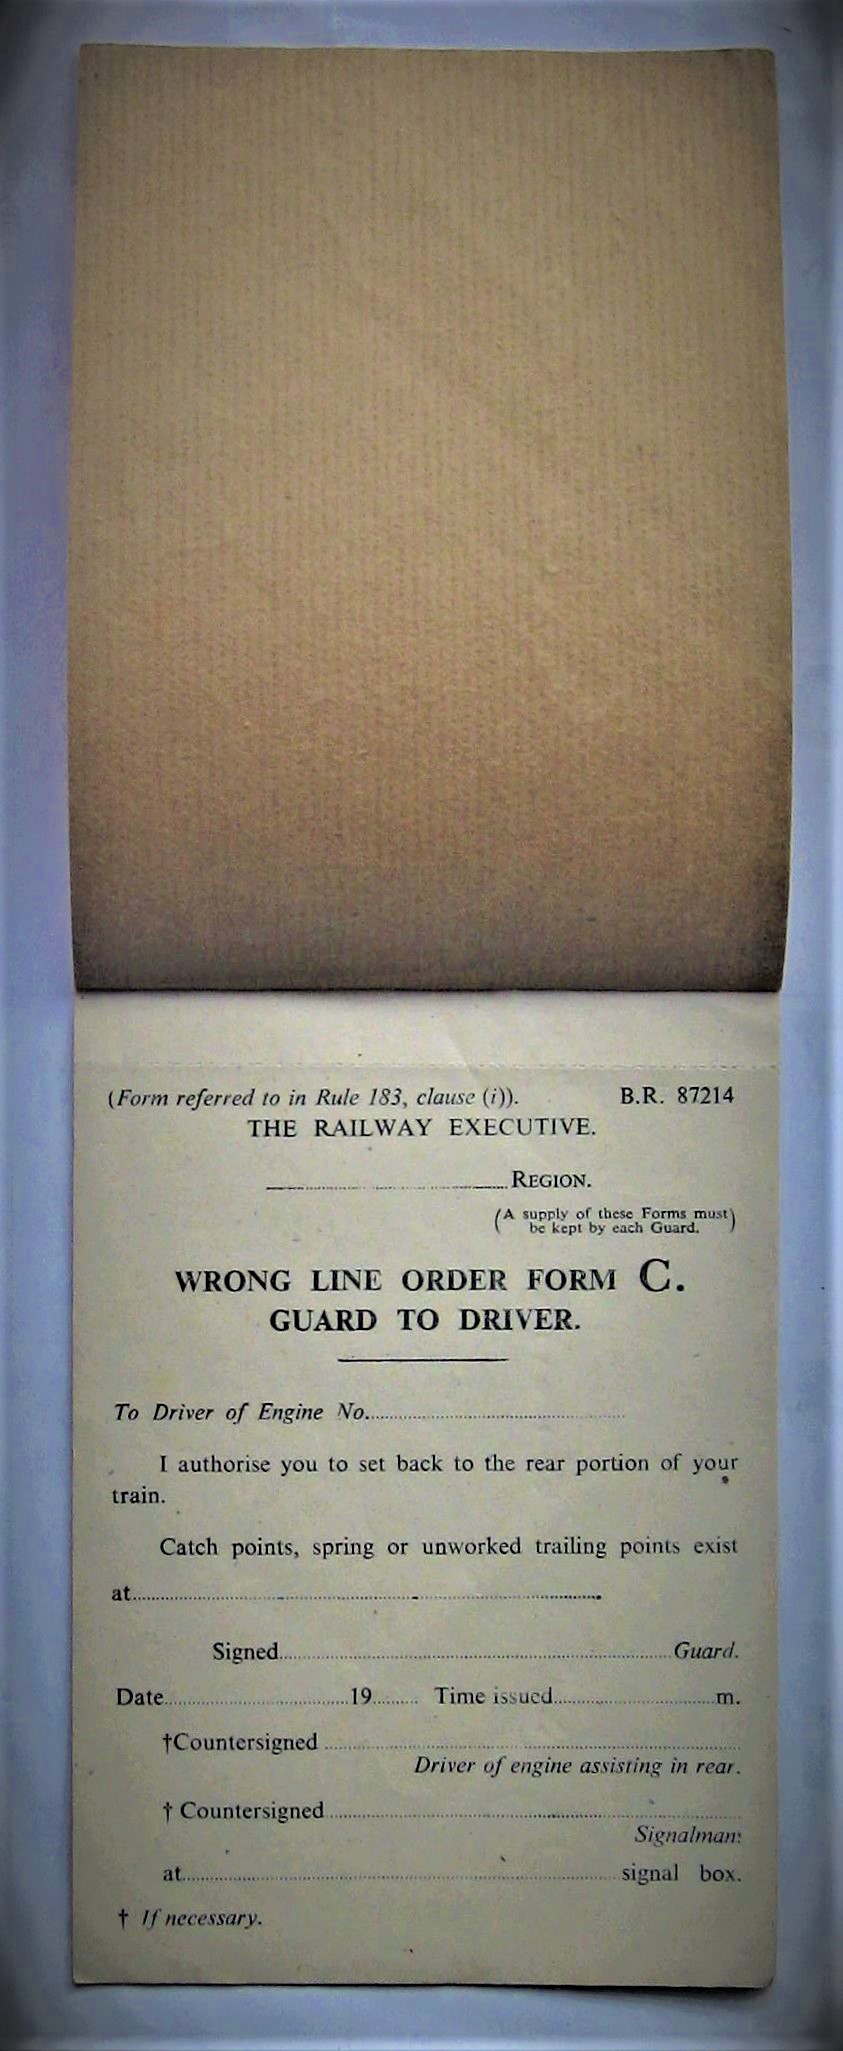 (Form referred to in Rule 183, clause (i)). B.R. 87214
THE RAILWAY EXECUTIVE.
REGION.
(A supply of these Forms must
be kept by each Guard.)
WRONG LINE ORDER FORM C.
GUARD TO DRIVER.
To Driver of Engine No.
I authorise you to set back to the rear portion of your
train.
Catch points, spring or unworked trailing points exist
at
Signed Guard.
Date 19 Time issued m.
†Countersigned
Driver of engine assisting in rear.
† Countersigned
Signalman.
at signal box.
† If necessary.